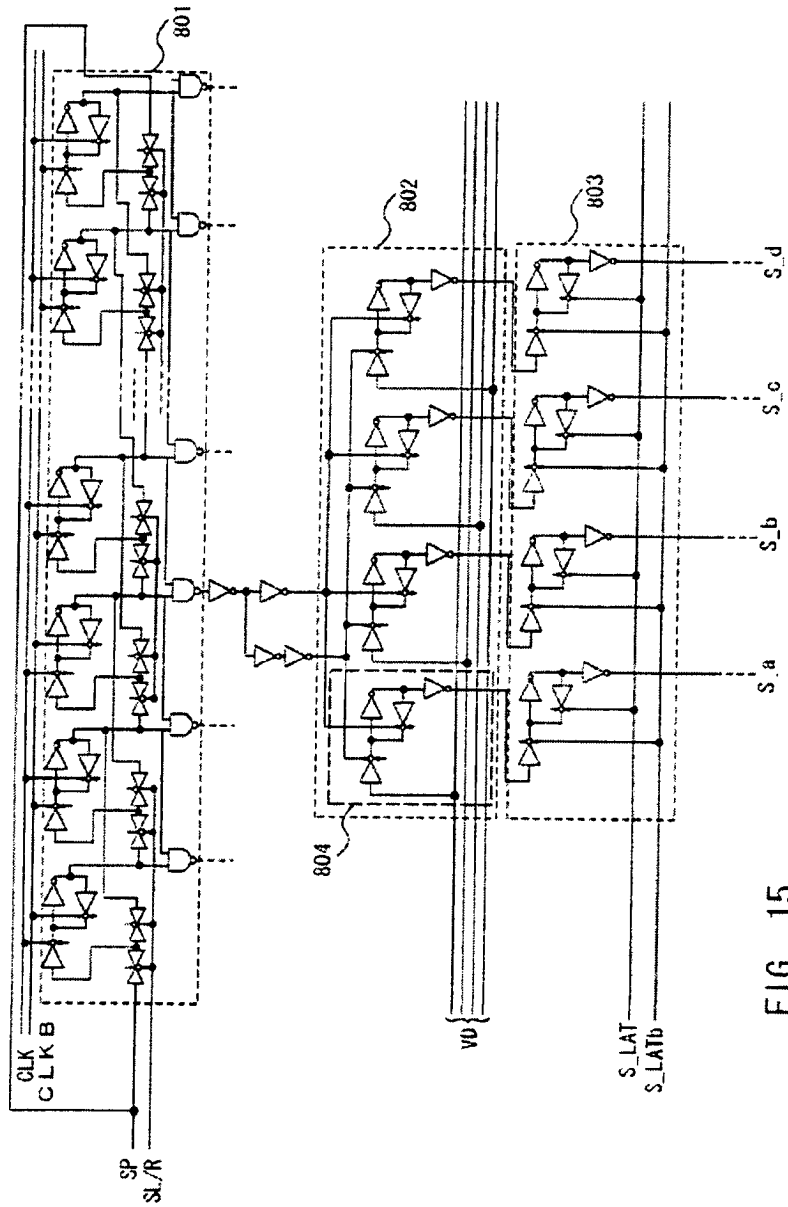 CLK
CLKB
SP
SL/R
801
802
803
804
VD
S_LAT
S_LATb
S_a
S_b
S_c
S_d
FIG. 15